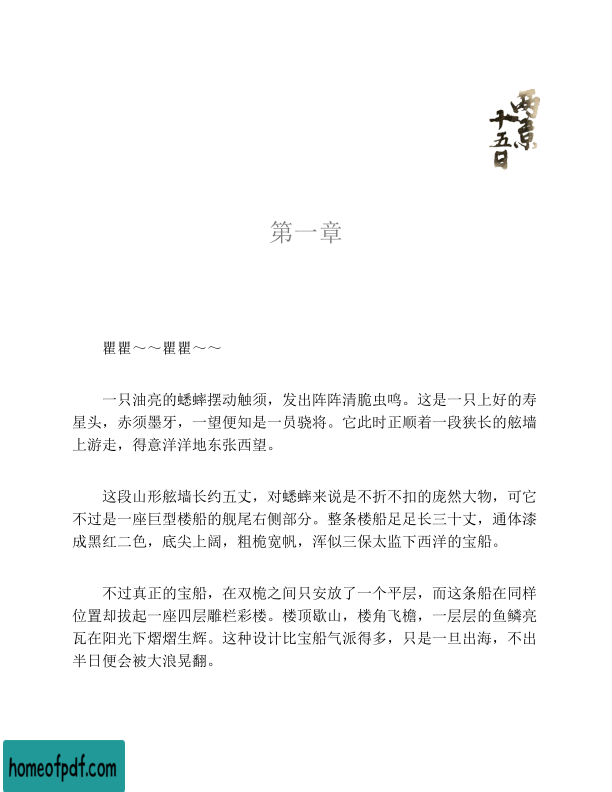 两京
十五日
第一章
瞿瞿～～瞿瞿～～
一只油亮的蟋蟀摆动触须，发出阵阵清脆虫鸣。这是一只上好的寿
星头，赤须墨牙，一望便知是一员骁将。它此时正顺着一段狭长的舷墙
上游走，得意洋洋地东张西望。
这段山形舷墙长约五丈，对蟋蟀来说是不折不扣的庞然大物，可它
不过是一座巨型楼船的舰尾右侧部分。整条楼船足足长三十丈，通体漆
成黑红二色，底尖上阔，粗桅宽帆，浑似三保太监下西洋的宝船。
不过真正的宝船，在双桅之间只安放了一个平层，而这条船在同样
位置却拔起一座四层雕栏彩楼。楼顶歇山，楼角飞檐，一层层的鱼鳞亮
瓦在阳光下熠熠生辉。这种设计比宝船气派得多，只是一旦出海，不出
半日便会被大浪晃翻。
homeofpdf.com